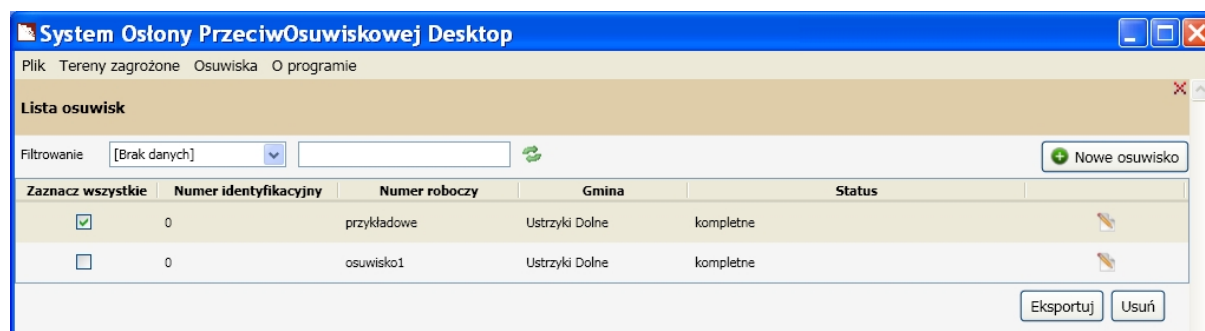 System Osłony PrzeciwOsuwiskowej Desktop
Plik Tereny zagrożone Osuwiska O programie
Lista osuwisk
Filtrowanie [Brak danych] Nowe osuwisko
Zaznacz wszystkie Numer identyfikacyjny Numer roboczy Gmina Status
0 przykładowe Ustrzyki Dolne kompletne
0 osuwisko1 Ustrzyki Dolne kompletne
Eksportuj Usuń